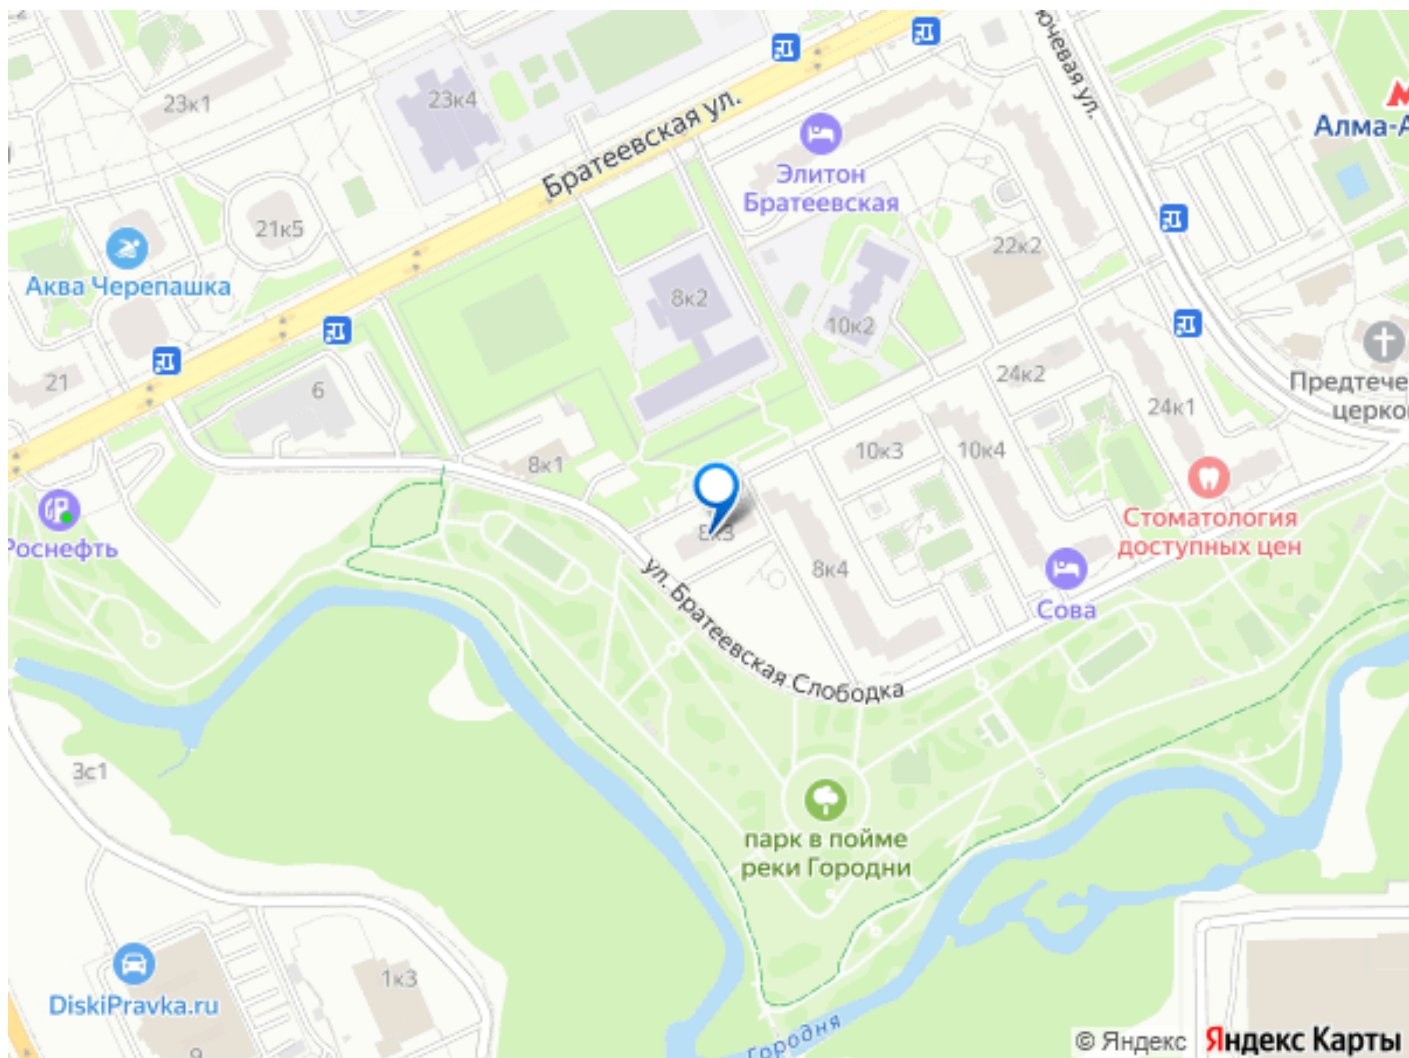 23к1
23к4
Братеевская ул.
Элитон
Братеевская
Алма-А
21к5
Аква Черепашка
22к2
8к2
10к2
21
6
24к2
24к1
Предтече
церко
8к1
10к3
10к4
Роснефть
8к3
8к4
Стоматология
доступных цен
Сова
ул. Братеевская Слободка
3с1
парк в пойме
реки Городни
1к3
DiskiPravka.ru
9
Городня
© Яндекс Яндекс Карты